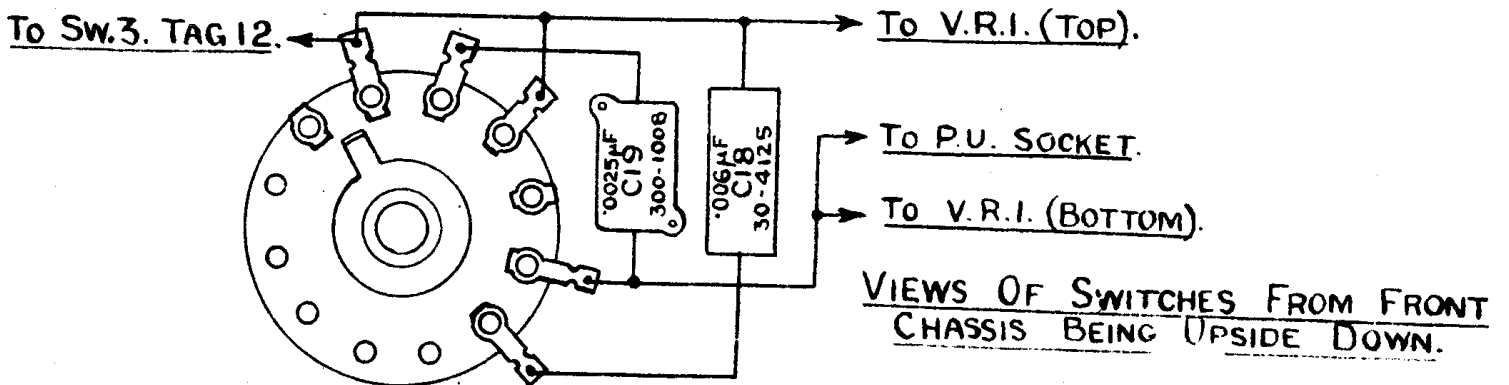 To Sw.3. TAG 12.
To V.R.I. (TOP).
·0025µF
C19
300-1008
·006µF
C18
30-4125
To P.U. SOCKET.
To V.R.I. (BOTTOM).
VIEWS OF SWITCHES FROM FRONT
CHASSIS BEING UPSIDE DOWN.